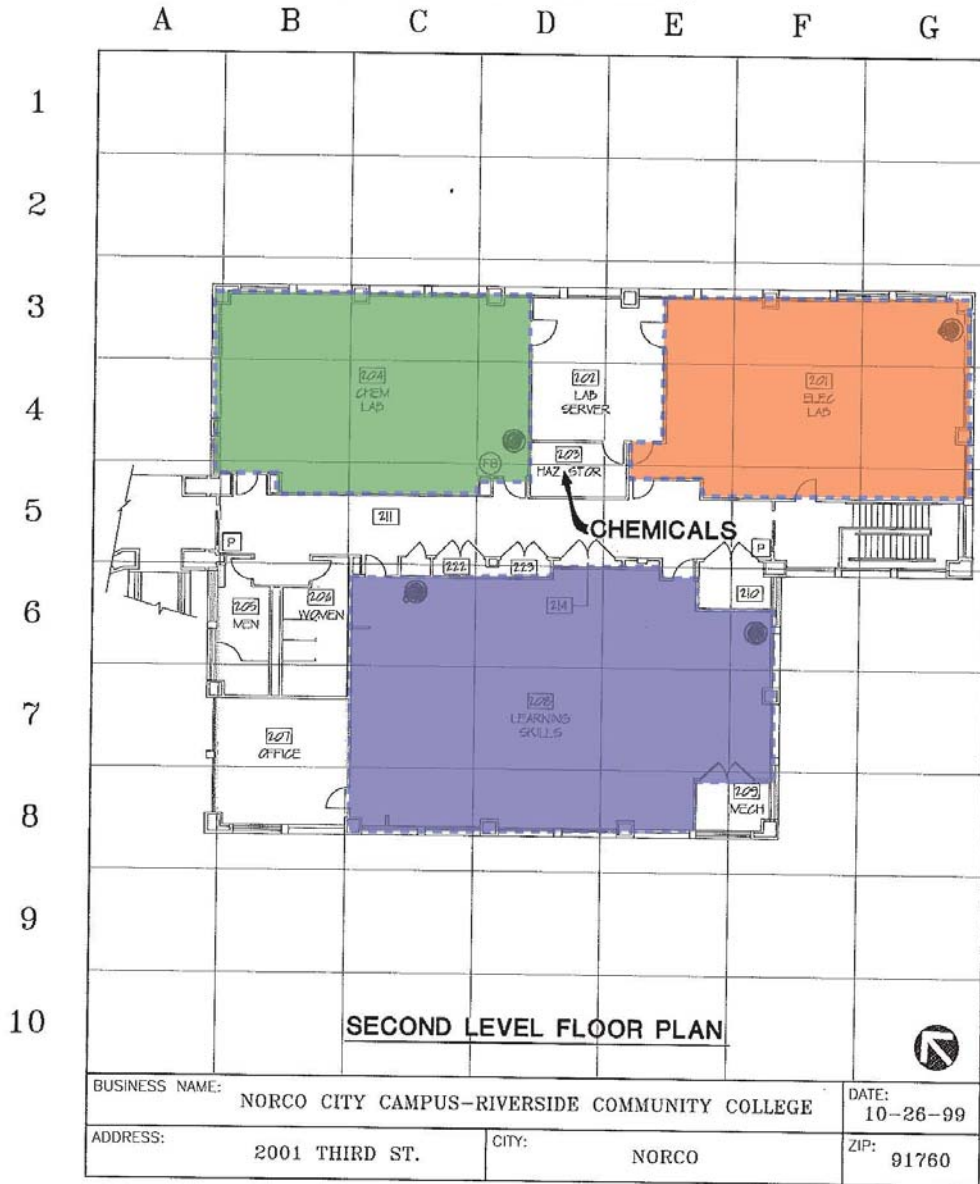 A B C D E F G
1
2
3
4
5
6
7
8
9
10
204
CHEM
LAB
202
LAB
SERVER
201
ELEC
LAB
203
HAZ STOR
FB
211
CHEMICALS
P
P
222
223
205
MEN
206
WOMEN
214
210
207
OFFICE
208
LEARNING
SKILLS
209
MECH
SECOND LEVEL FLOOR PLAN
BUSINESS NAME: NORCO CITY CAMPUS-RIVERSIDE COMMUNITY COLLEGE
DATE: 10-26-99
ADDRESS: 2001 THIRD ST.
CITY: NORCO
ZIP: 91760